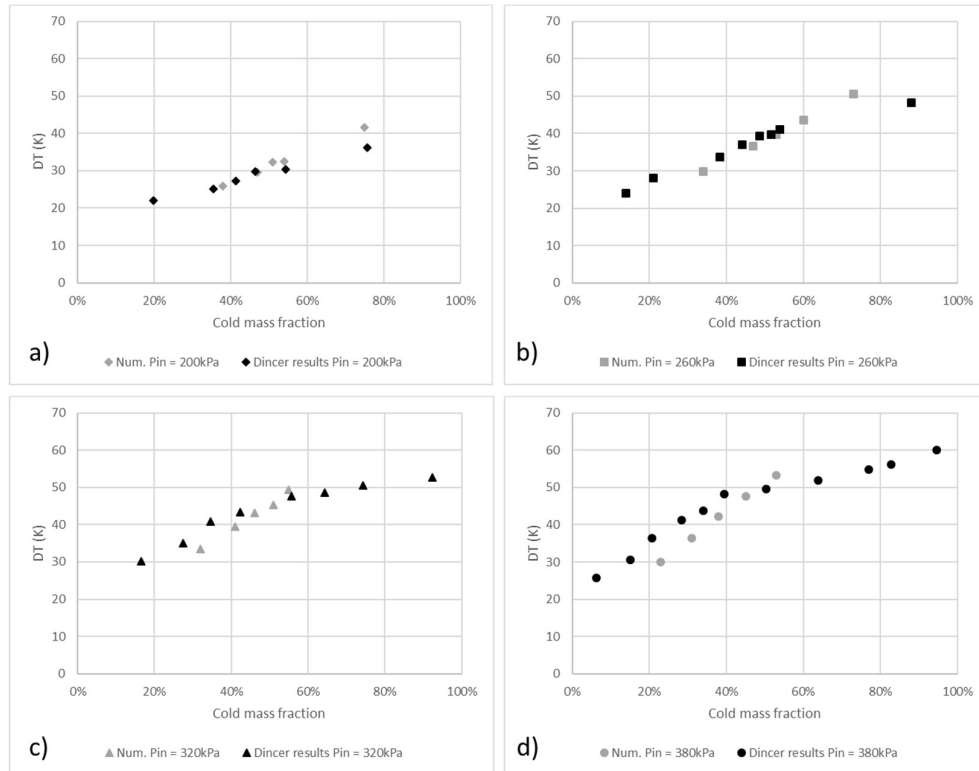 70
60
50
40
30
20
10
0
DT (K)
0% 20% 40% 60% 80% 100%
Cold mass fraction
Num. Pin = 200kPa Dincer results Pin = 200kPa
a)
70
60
50
40
30
20
10
0
DT (K)
0% 20% 40% 60% 80% 100%
Cold mass fraction
Num. Pin = 260kPa Dincer results Pin = 260kPa
b)
70
60
50
40
30
20
10
0
DT (K)
0% 20% 40% 60% 80% 100%
Cold mass fraction
Num. Pin = 320kPa Dincer results Pin = 320kPa
c)
70
60
50
40
30
20
10
0
DT (K)
0% 20% 40% 60% 80% 100%
Cold mass fraction
Num. Pin = 380kPa Dincer results Pin = 380kPa
d)